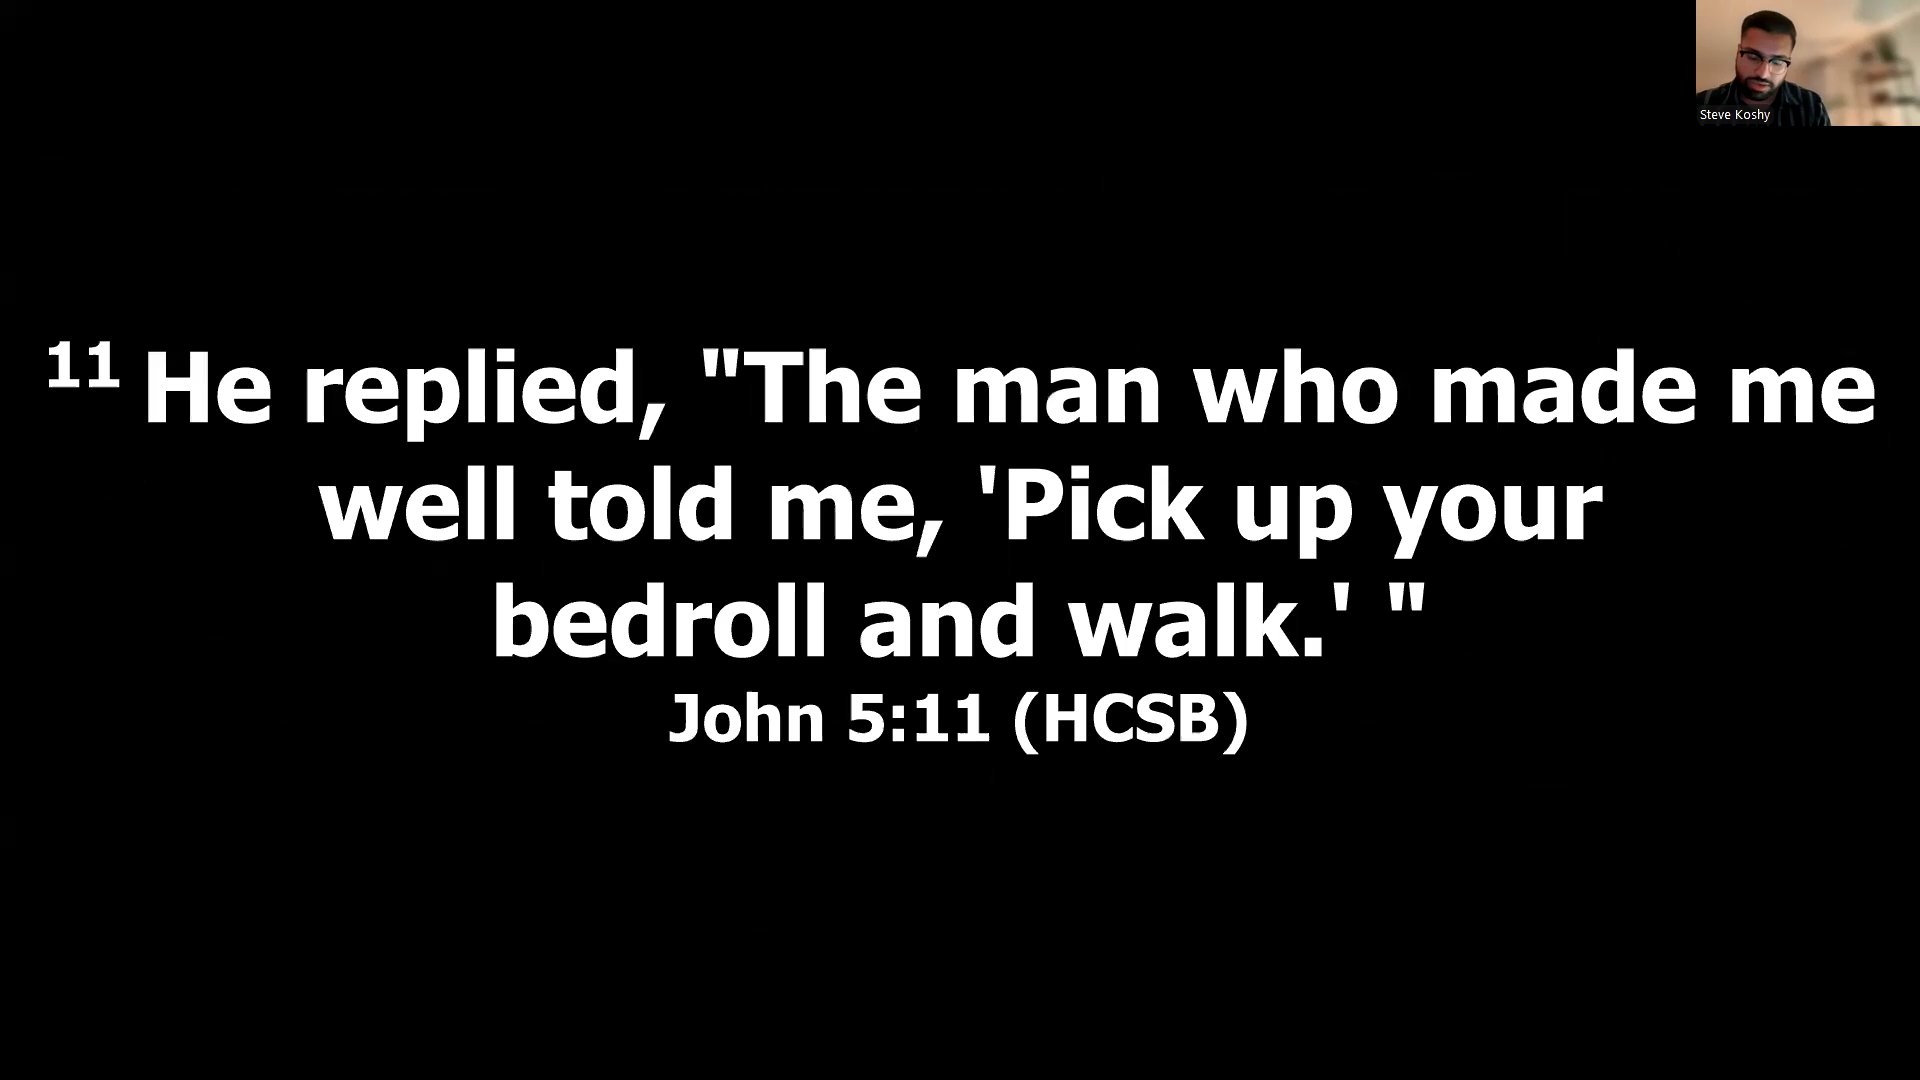 Steve Koshy
11 He replied, "The man who made me
well told me, 'Pick up your
bedroll and walk.' "
John 5:11 (HCSB)